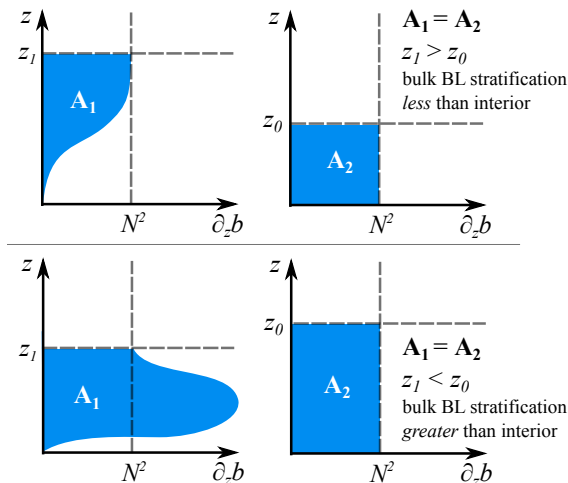 z
z₁
A₁
N²
∂zb
z
z₀
A₂
N²
∂zb
A₁ = A₂
z₁ > z₀
bulk BL stratification
less than interior
z
z₁
A₁
N²
∂zb
z
z₀
A₂
N²
∂zb
A₁ = A₂
z₁ < z₀
bulk BL stratification
greater than interior